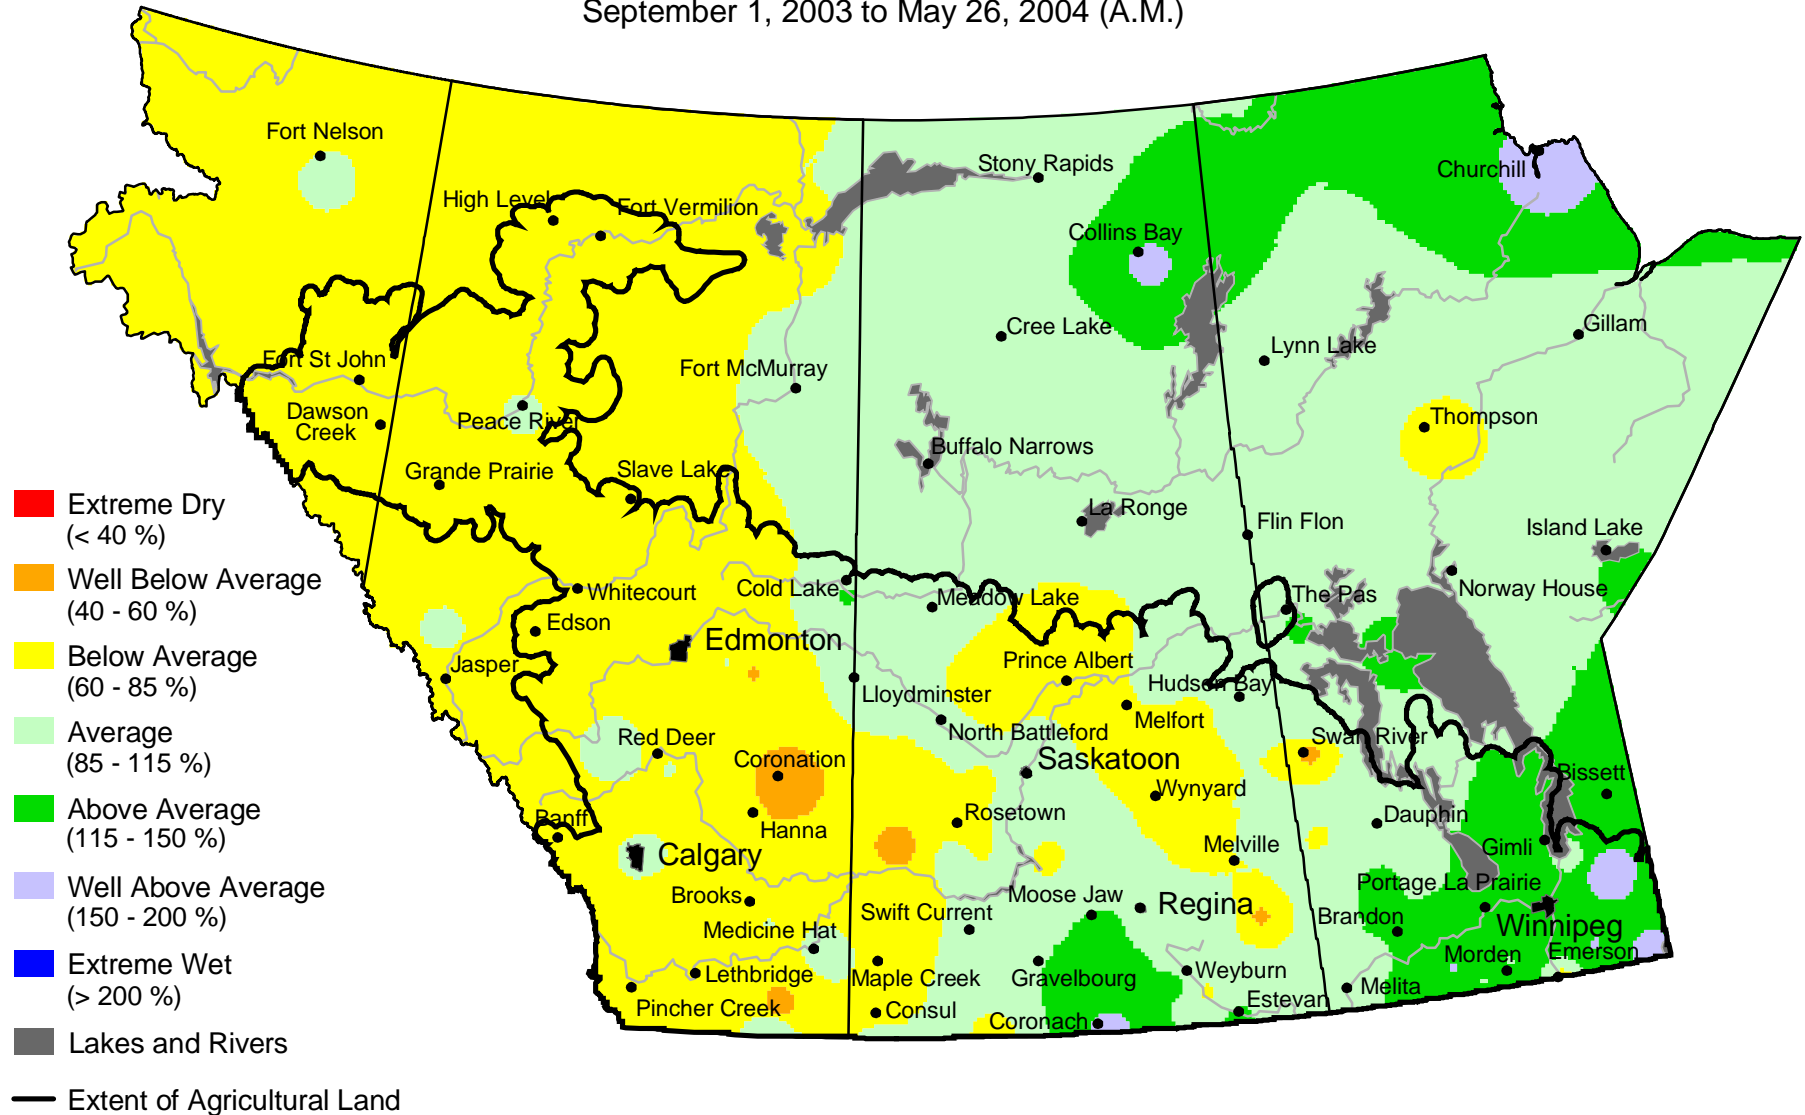 September 1, 2003 to May 26, 2004 (A.M.)
Fort Nelson
Stony Rapids
Churchill
High Level
Fort Vermilion
Collins Bay
Cree Lake
Gillam
Lynn Lake
Fort St John
Fort McMurray
Dawson
Creek
Peace River
Thompson
Buffalo Narrows
Grande Prairie
Slave Lake
La Ronge
Flin Flon
Island Lake
Whitecourt
Cold Lake
Meadow Lake
The Pas
Norway House
Edson
Edmonton
Jasper
Prince Albert
Hudson Bay
Lloydminster
Melfort
North Battleford
Red Deer
Swan River
Coronation
Saskatoon
Bissett
Wynyard
Banff
Hanna
Rosetown
Dauphin
Calgary
Melville
Gimli
Portage La Prairie
Brooks
Moose Jaw
Regina
Swift Current
Brandon
Winnipeg
Medicine Hat
Morden
Emerson
Lethbridge
Maple Creek
Gravelbourg
Weyburn
Melita
Pincher Creek
Consul
Coronach
Estevan
Extreme Dry
(< 40 %)
Well Below Average
(40 - 60 %)
Below Average
(60 - 85 %)
Average
(85 - 115 %)
Above Average
(115 - 150 %)
Well Above Average
(150 - 200 %)
Extreme Wet
(> 200 %)
Lakes and Rivers
Extent of Agricultural Land